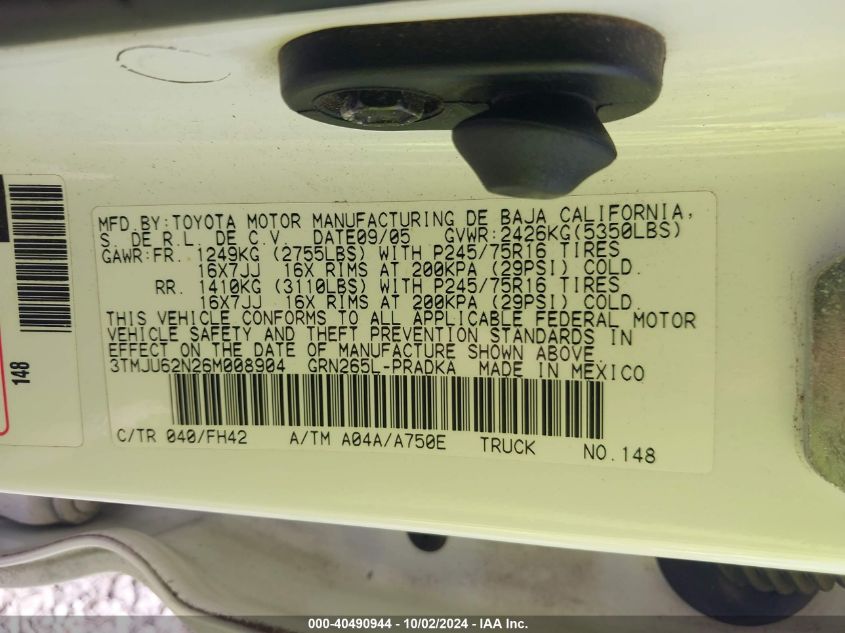 MFD.BY:TOYOTA MOTOR MANUFACTURING DE BAJA CALIFORNIA,
S. DE R.L. DE C.V. DATE09/05 GVWR:2426KG(5350LBS)
GAWR:FR. 1249KG (2755LBS) WITH P245/75R16 TIRES
16X7JJ 16X RIMS AT 200KPA (29PSI) COLD.
RR. 1410KG (3110LBS) WITH P245/75R16 TIRES
16X7JJ 16X RIMS AT 200KPA (29PSI) COLD.
THIS VEHICLE CONFORMS TO ALL APPLICABLE FEDERAL MOTOR
VEHICLE SAFETY AND THEFT PREVENTION STANDARDS IN
EFFECT ON THE DATE OF MANUFACTURE SHOWN ABOVE.
3TMJU62N26M008904 GRN265L-PRADKA MADE IN MEXICO
C/TR 040/FH42 A/TM A04A/A750E TRUCK NO.148
148
000-40490944 - 10/02/2024 - IAA Inc.